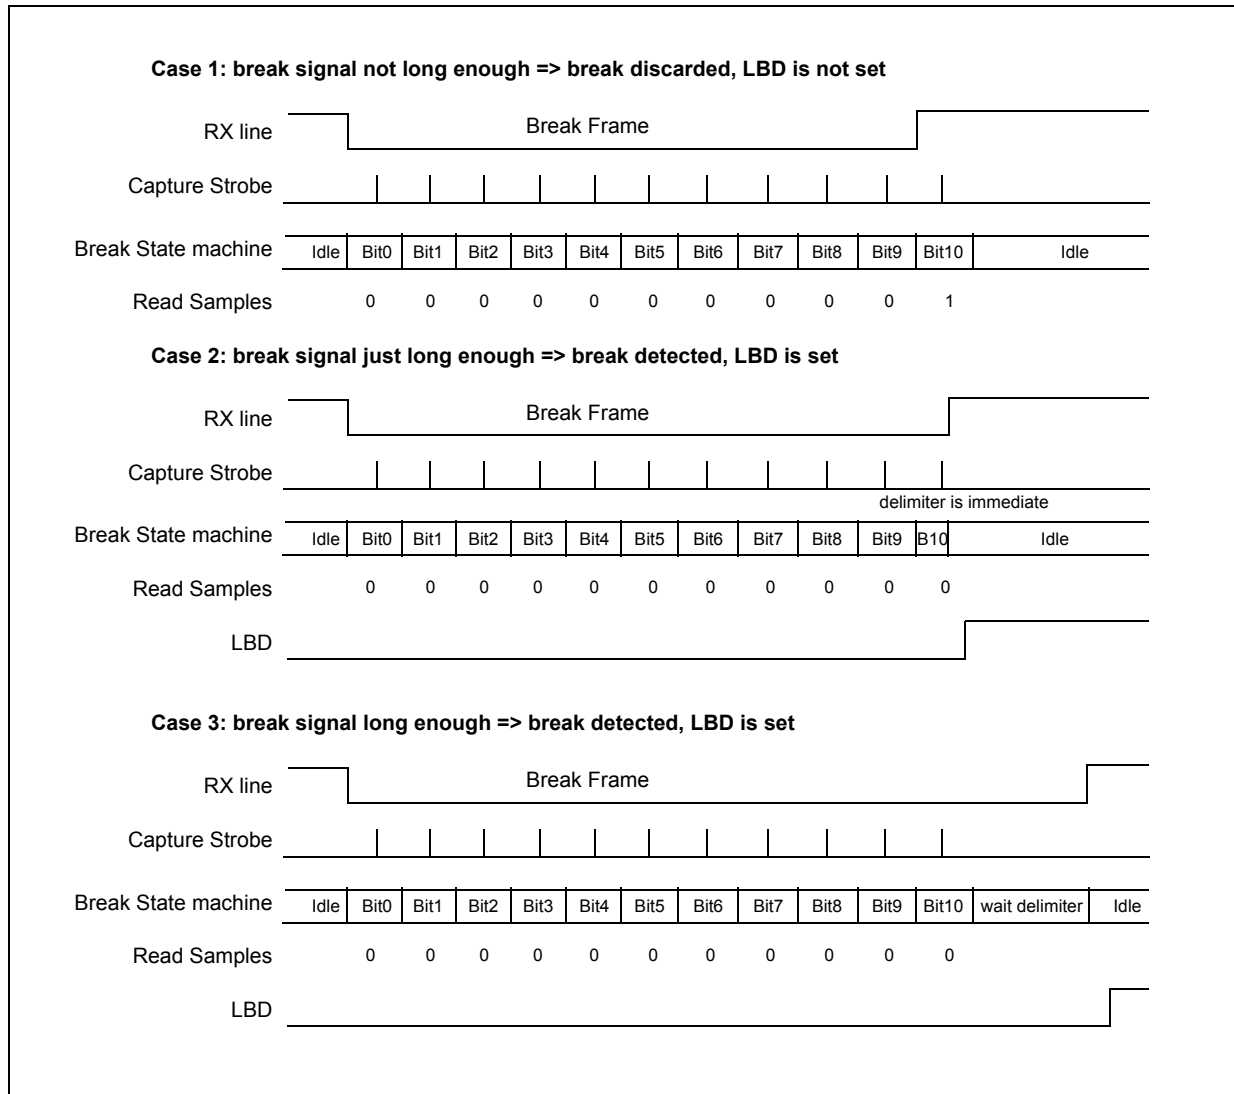 Case 1: break signal not long enough => break discarded, LBD is not set
RX line Break Frame
Capture Strobe
Break State machine Idle Bit0 Bit1 Bit2 Bit3 Bit4 Bit5 Bit6 Bit7 Bit8 Bit9 Bit10 Idle
Read Samples 0 0 0 0 0 0 0 0 0 0 1
Case 2: break signal just long enough => break detected, LBD is set
RX line Break Frame
Capture Strobe
delimiter is immediate
Break State machine Idle Bit0 Bit1 Bit2 Bit3 Bit4 Bit5 Bit6 Bit7 Bit8 Bit9 B10 Idle
Read Samples 0 0 0 0 0 0 0 0 0 0 0
LBD
Case 3: break signal long enough => break detected, LBD is set
RX line Break Frame
Capture Strobe
Break State machine Idle Bit0 Bit1 Bit2 Bit3 Bit4 Bit5 Bit6 Bit7 Bit8 Bit9 Bit10 wait delimiter Idle
Read Samples 0 0 0 0 0 0 0 0 0 0 0
LBD